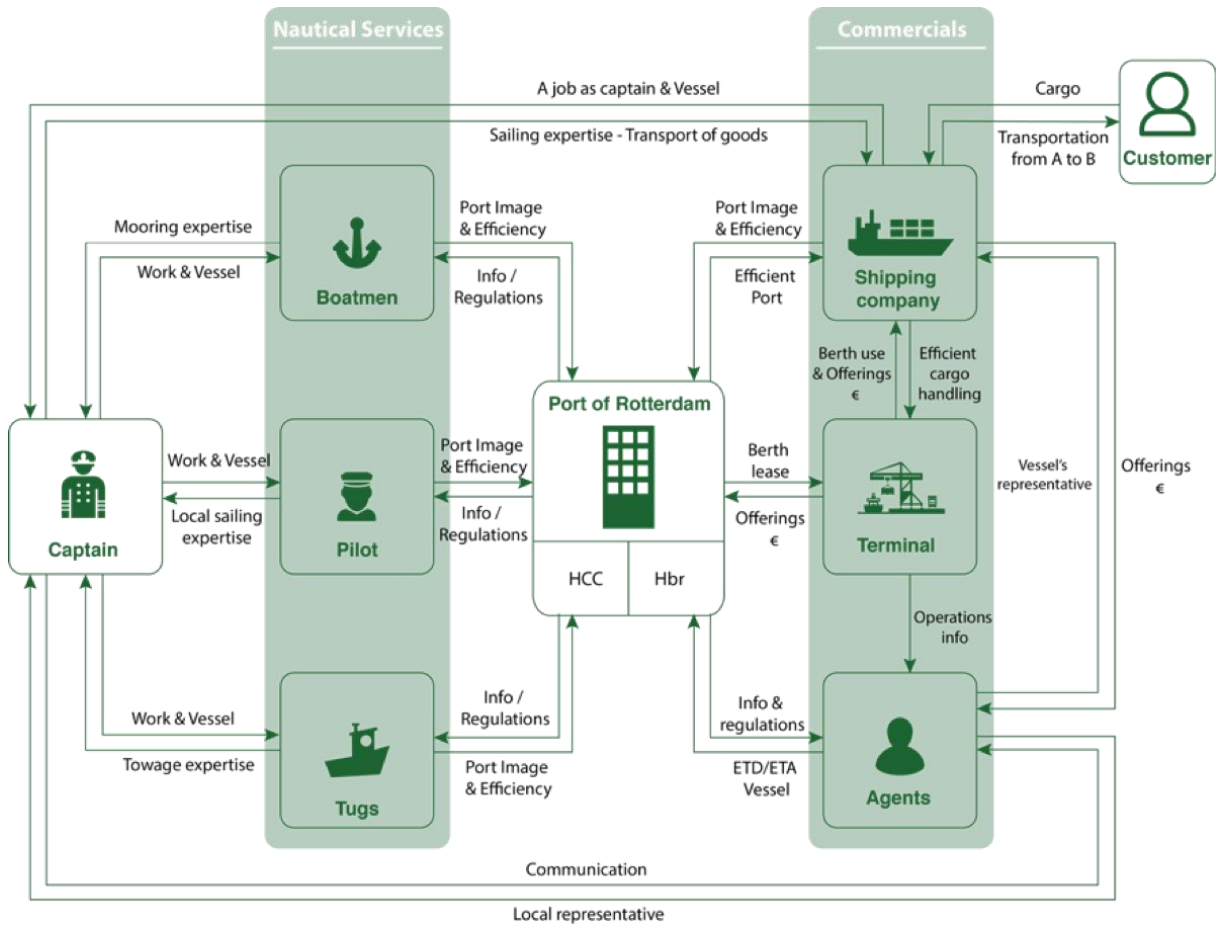 Nautical Services
Commercials
A job as captain & Vessel
Sailing expertise - Transport of goods
Cargo
Transportation
from A to B
Customer
Mooring expertise
Work & Vessel
Boatmen
Port Image
& Efficiency
Info /
Regulations
Port Image
& Efficiency
Efficient
Port
Shipping
company
Berth use
& Offerings
€
Efficient
cargo
handling
Captain
Work & Vessel
Local sailing
expertise
Pilot
Port Image
& Efficiency
Info /
Regulations
Port of Rotterdam
HCC
Hbr
Berth
lease
Offerings
€
Terminal
Vessel's
representative
Offerings
€
Operations
info
Work & Vessel
Towage expertise
Tugs
Info /
Regulations
Port Image
& Efficiency
Info &
regulations
ETD/ETA
Vessel
Agents
Communication
Local representative